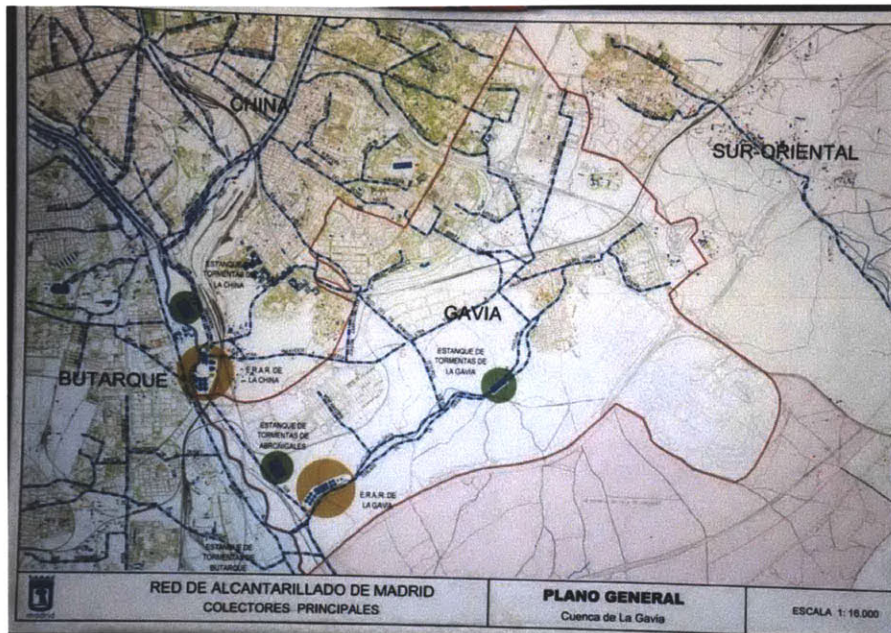 CHINA
SUR-ORIENTAL
ESTANQUE DE
TORMENTAS DE
LA CHINA
GAVIA
ESTANQUE DE
TORMENTAS DE
LA GAVIA
BUTARQUE
E.R.A.R. DE
LA CHINA
ESTANQUE DE
TORMENTAS DE
ABROÑIGALES
E.R.A.R. DE
LA GAVIA
ESTANQUE DE
TORMENTAS DE
BUTARQUE
madrid
RED DE ALCANTARILLADO DE MADRID
COLECTORES PRINCIPALES
PLANO GENERAL
Cuenca de La Gavia
ESCALA 1: 16.000